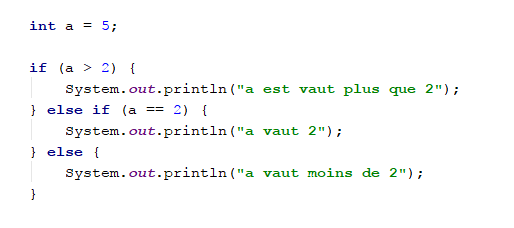 int a = 5;
if (a > 2) {
System.out.println("a est vaut plus que 2");
} else if (a == 2) {
System.out.println("a vaut 2");
} else {
System.out.println("a vaut moins de 2");
}